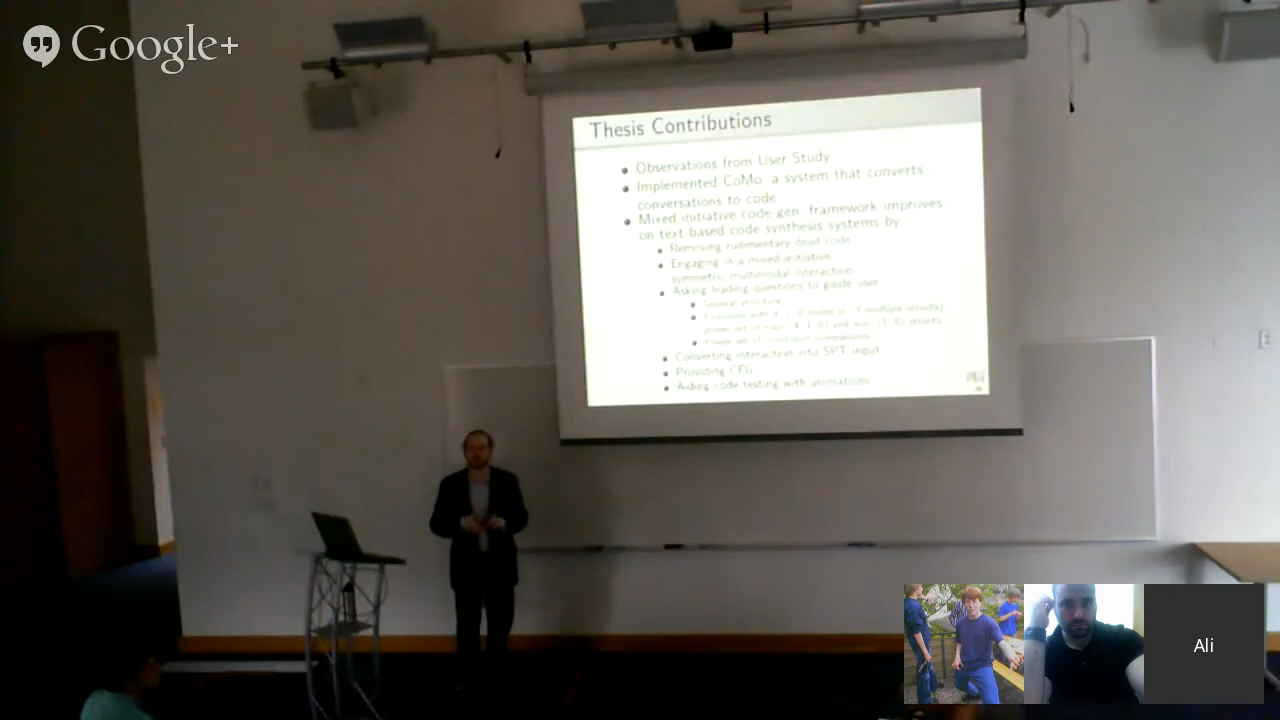 Google+
Thesis Contributions
Observations from User Study
Implemented CoMo, a system that converts
conversations to code
Mixed initiative code gen. framework improves
on text based code synthesis systems by
Removing rudimentary dead code
Engaging in a mixed initiative,
symmetric multimodal interaction
Asking leading questions to guide user
General structure
Converting interaction into SPT input
Providing CFG
Aiding code testing with animations
Ali